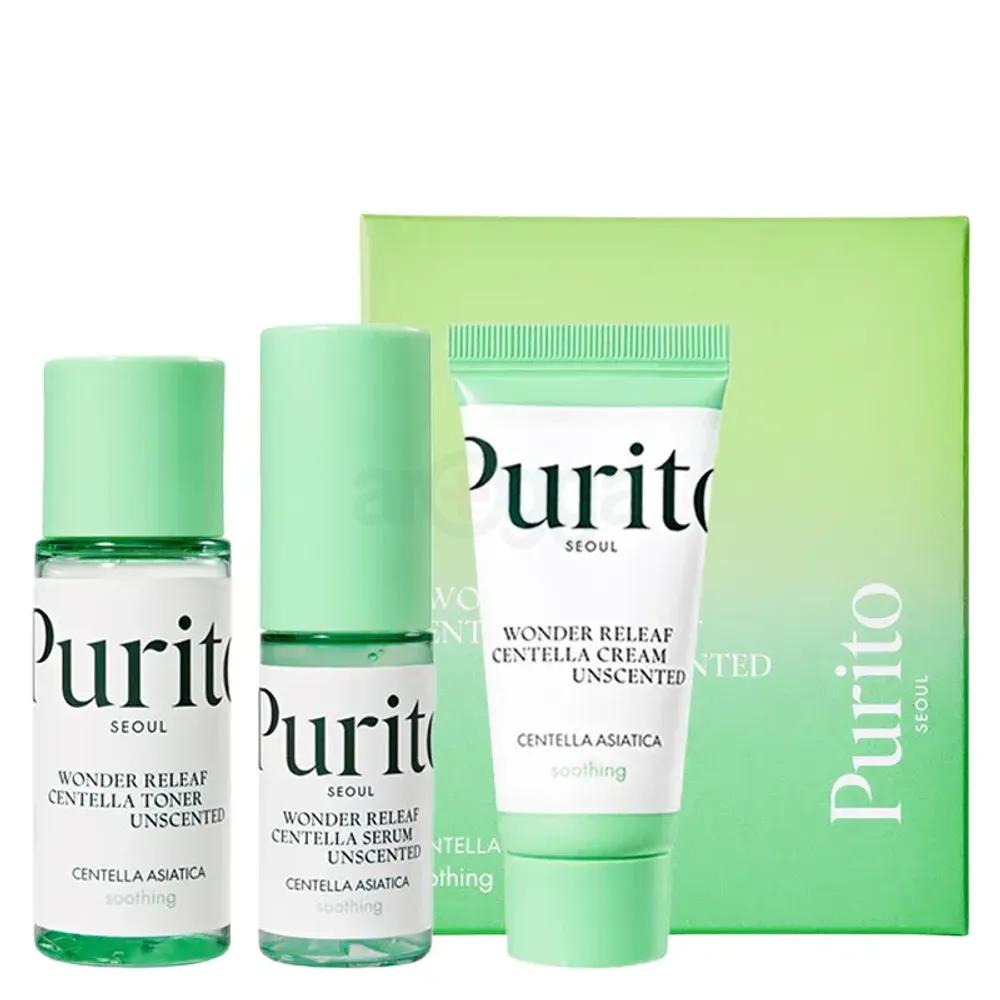 Purito
SEOUL
WONDER RELEAF
CENTELLA TONER
UNSCENTED
CENTELLA ASIATICA
soothing
Purito
SEOUL
WONDER RELEAF
CENTELLA SERUM
UNSCENTED
CENTELLA ASIATICA
soothing
Purito
SEOUL
WONDER RELEAF
CENTELLA CREAM
UNSCENTED
CENTELLA ASIATICA
soothing
Purito
SEOUL